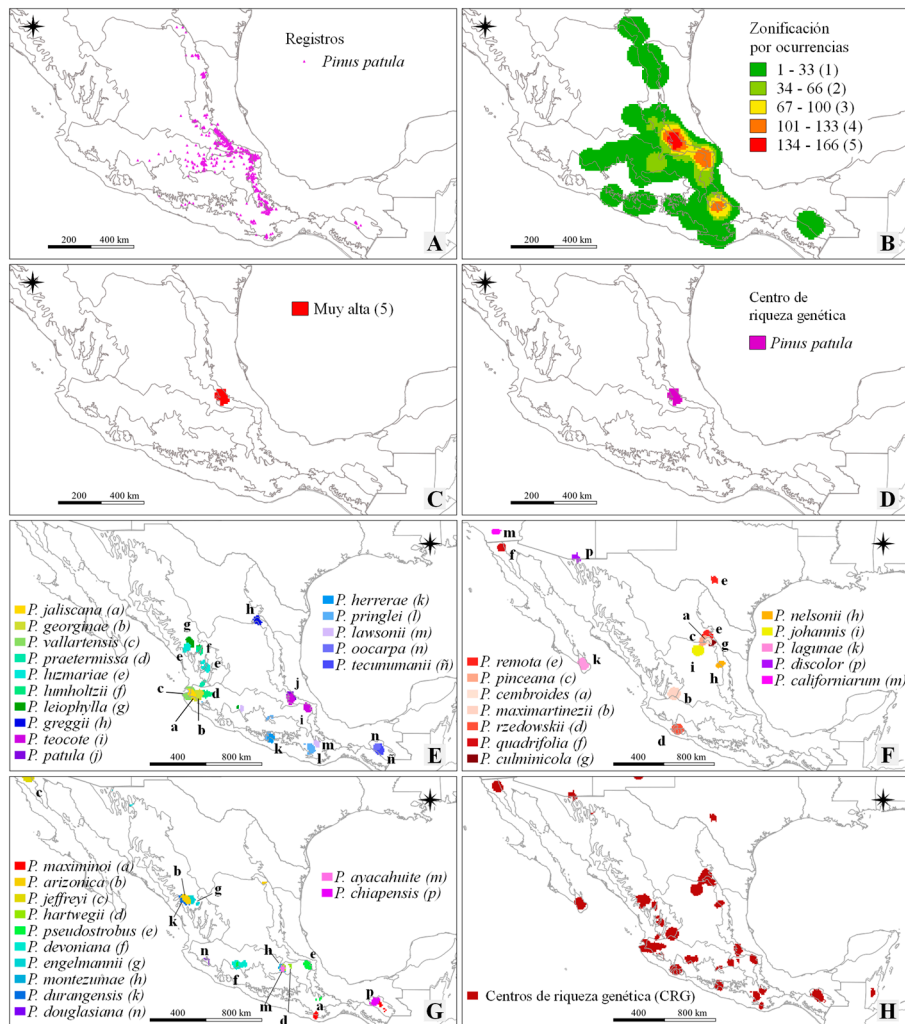 Registros
Pinus patula
200 400 km
A
Zonificación
por ocurrencias
1 - 33 (1)
34 - 66 (2)
67 - 100 (3)
101 - 133 (4)
134 - 166 (5)
200 400 km
B
Muy alta (5)
200 400 km
C
Centro de
riqueza genética
Pinus patula
200 400 km
D
P. jaliscana (a)
P. georginae (b)
P. vallartensis (c)
P. praetermissa (d)
P. luzmariae (e)
P. lumholtzii (f)
P. leiophylla (g)
P. greggii (h)
P. teocote (i)
P. patula (j)
P. herrerae (k)
P. pringlei (l)
P. lawsonii (m)
P. oocarpa (n)
P. tecunumanii (ñ)
h
g
f
e
e
c
d
j
a
b
i
k
m
l
n
ñ
400 800 km
E
m
f
p
e
a
c
e
g
i
h
k
b
d
P. remota (e)
P. pinceana (c)
P. cembroides (a)
P. maximartinezii (b)
P. rzedowskii (d)
P. quadrifolia (f)
P. culminicola (g)
P. nelsonii (h)
P. johannis (i)
P. lagunae (k)
P. discolor (p)
P. californiarum (m)
400 800 km
F
c
b
g
k
P. maximinoi (a)
P. arizonica (b)
P. jeffreyi (c)
P. hartwegii (d)
P. pseudostrobus (e)
P. devoniana (f)
P. engelmannii (g)
P. montezumae (h)
P. durangensis (k)
P. douglasiana (n)
P. ayacahuite (m)
P. chiapensis (p)
n
h
e
f
m
a
d
p
400 800 km
G
Centros de riqueza genética (CRG)
400 800 km
H